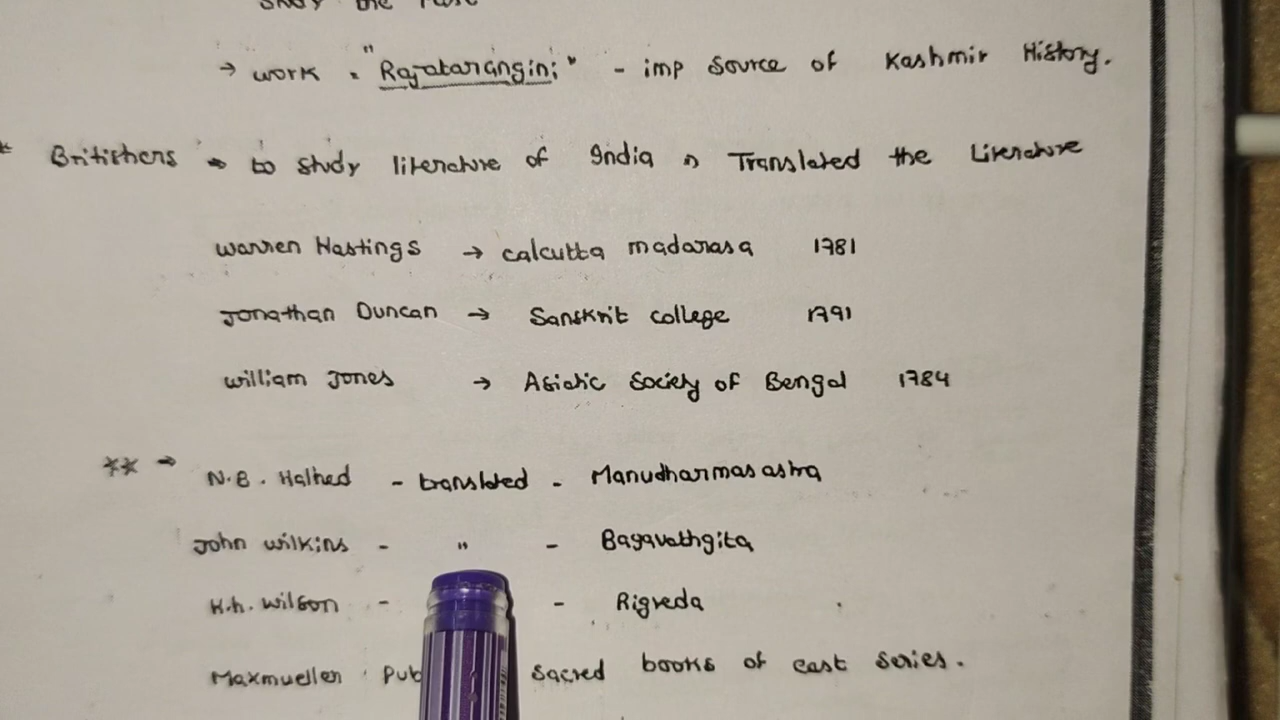 study the
→ work = "Rajatarangini" - imp source of Kashmir History.
* Britishers → to study literature of India → Translated the Literature
Warren Hastings → Calcutta madarasa 1781
Jonathan Duncan → Sanskrit college 1791
William Jones → Asiatic Society of Bengal 1784
** → N.B. Halhed - translated - Manudharmasastra
John Wilkins - " - Bagavathgita
H.h. Wilson - - Rigveda
Maxmueller Pub sacred books of east series.